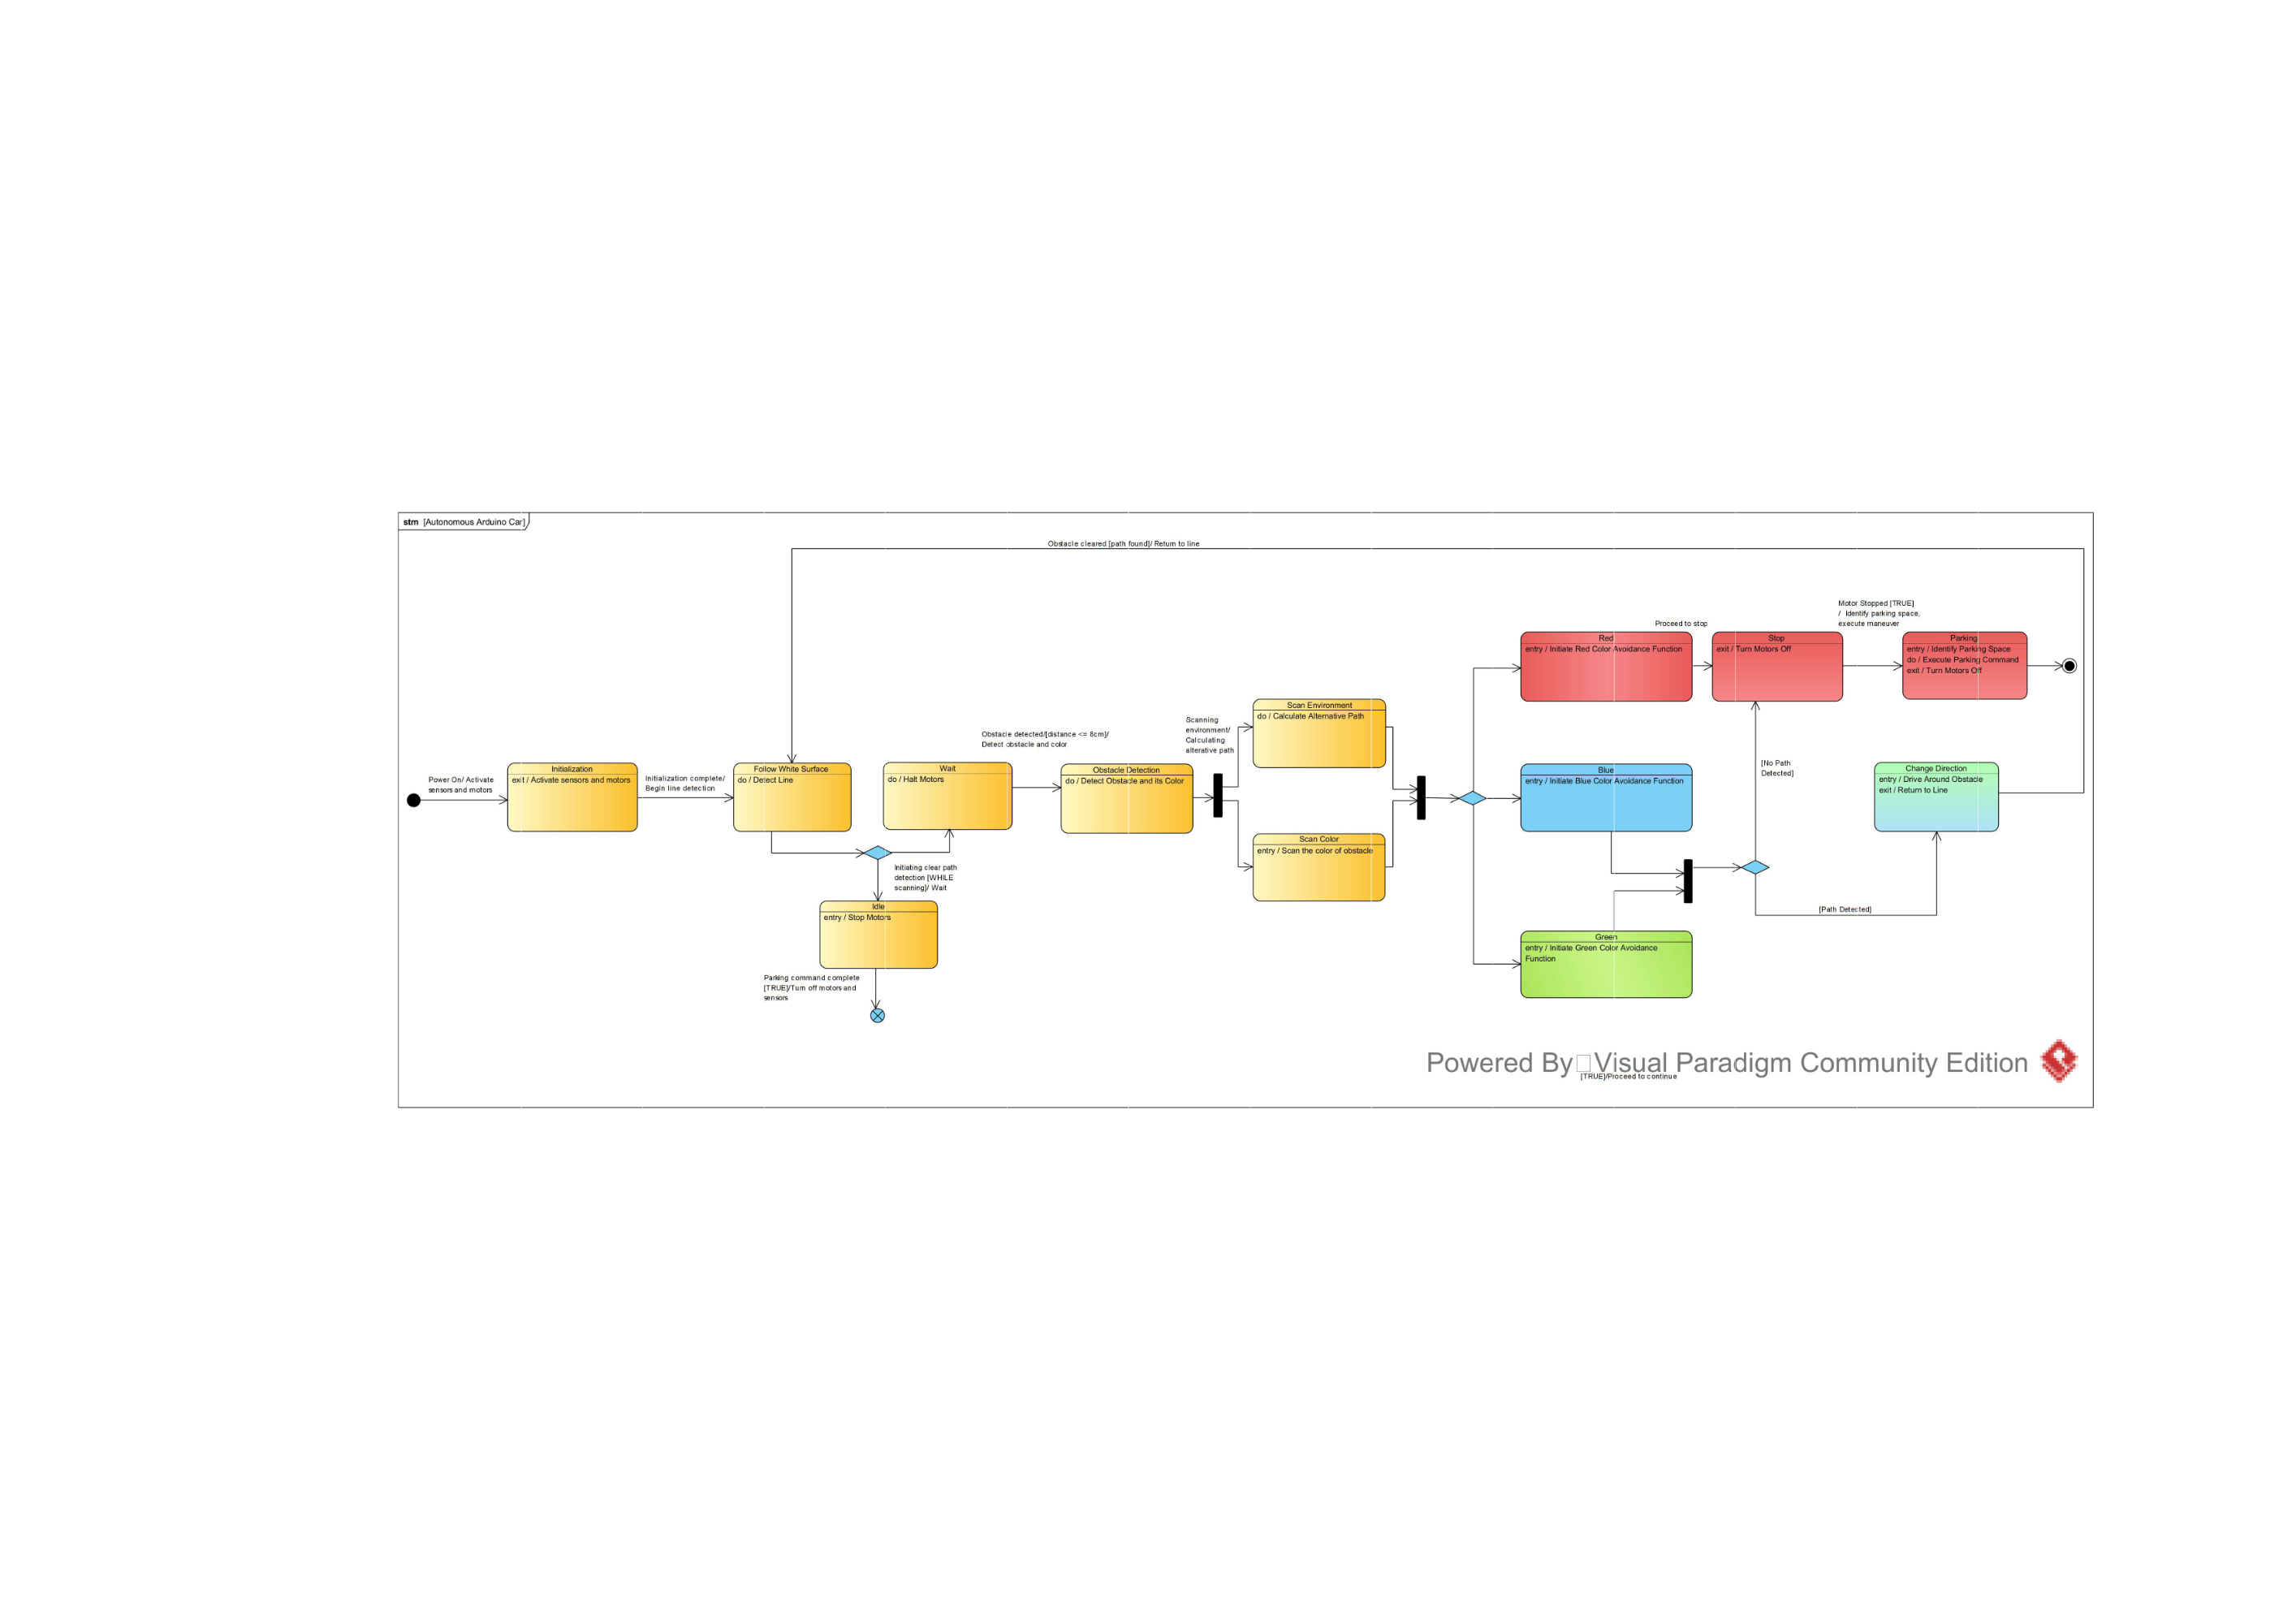 stm [Autonomous Arduino Car]
Obstacle cleared [path found]/ Return to line
Power On/ Activate
sensors and motors
Initialization
exit / Activate sensors and motors
Initialization complete/
Begin line detection
Follow White Surface
do / Detect Line
Wait
do / Halt Motors
Initiating clear path
detection [WHILE
scanning]/ Wait
Idle
entry / Stop Motors
Parking command complete
[TRUE]/Turn off motors and
sensors
Obstacle detected/[distance <= 8cm]/
Detect obstacle and color
Obstacle Detection
do / Detect Obstacle and its Color
Scanning
environment/
Calculating
alterative path
Scan Environment
do / Calculate Alternative Path
Scan Color
entry / Scan the color of obstacle
Red
entry / Initiate Red Color Avoidance Function
Proceed to stop
Stop
exit / Turn Motors Off
Motor Stopped [TRUE]
/ Identify parking space,
execute maneuver
Parking
entry / Identify Parking Space
do / Execute Parking Command
exit / Turn Motors Off
Blue
entry / Initiate Blue Color Avoidance Function
[No Path
Detected]
Change Direction
entry / Drive Around Obstacle
exit / Return to Line
[Path Detected]
Green
entry / Initiate Green Color Avoidance
Function
Powered By Visual Paradigm Community Edition
[TRUE]/Proceed to continue